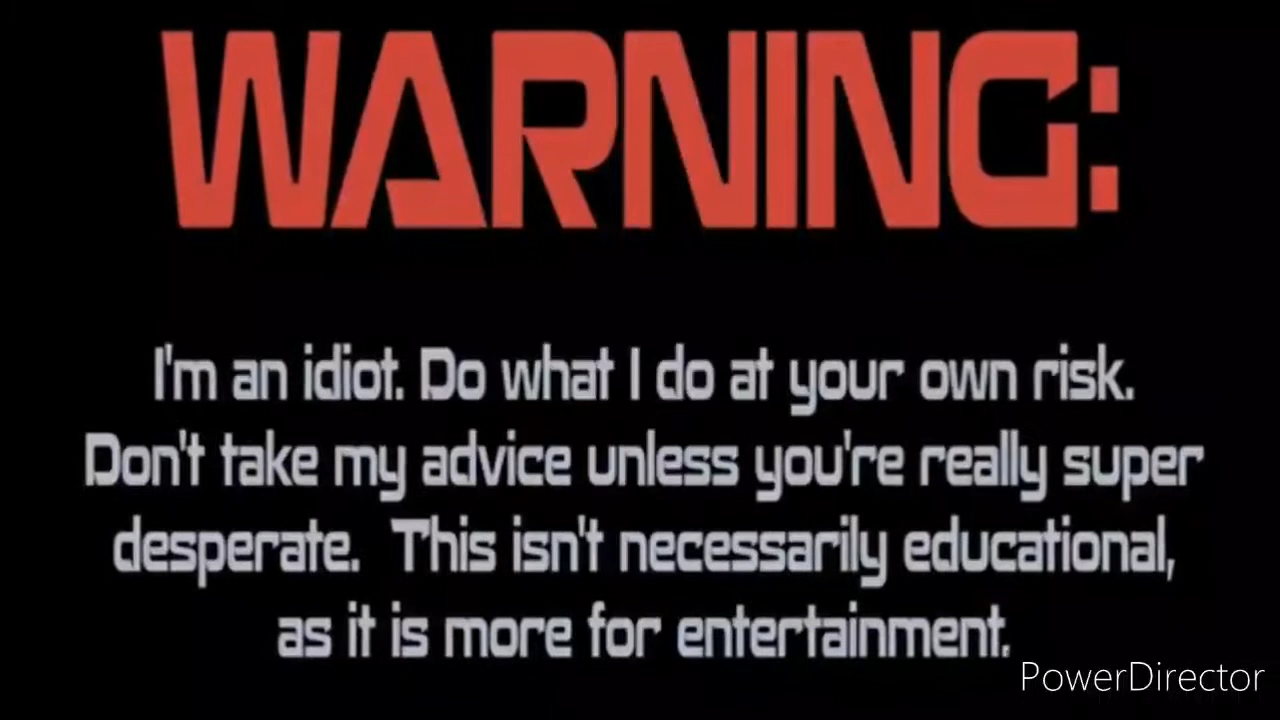 WARNING:
I'm an idiot. Do what I do at your own risk.
Don't take my advice unless you're really super
desperate. This isn't necessarily educational,
as it is more for entertainment.
PowerDirector